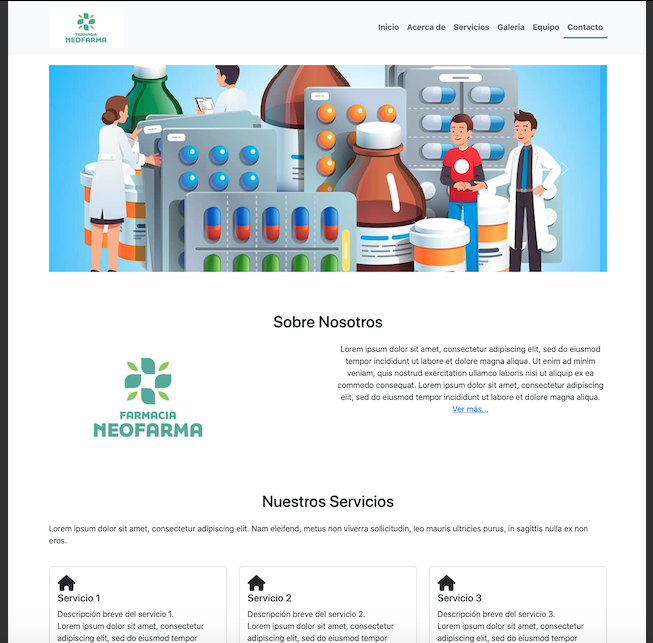 FARMACIA
NEOFARMA
Inicio Acerca de Servicios Galeria Equipo Contacto
Sobre Nosotros
FARMACIA
NEOFARMA
Lorem ipsum dolor sit amet, consectetur adipiscing elit, sed do eiusmod
tempor incididunt ut labore et dolore magna aliqua. Ut enim ad minim
veniam, quis nostrud exercitation ullamco laboris nisi ut aliquip ex ea
commodo consequat. Lorem ipsum dolor sit amet, consectetur adipiscing
elit, sed do eiusmod tempor incididunt ut labore et dolore magna aliqua.
Ver más...
Nuestros Servicios
Lorem ipsum dolor sit amet, consectetur adipiscing elit. Nam eleifend, metus non viverra sollicitudin, leo mauris ultricies purus, in sagittis nulla ex non
eros.
Servicio 1
Descripción breve del servicio 1.
Lorem ipsum dolor sit amet, consectetur
adipiscing elit, sed do eiusmod tempor
Servicio 2
Descripción breve del servicio 2.
Lorem ipsum dolor sit amet, consectetur
adipiscing elit, sed do eiusmod tempor
Servicio 3
Descripción breve del servicio 3.
Lorem ipsum dolor sit amet, consectetur
adipiscing elit, sed do eiusmod tempor